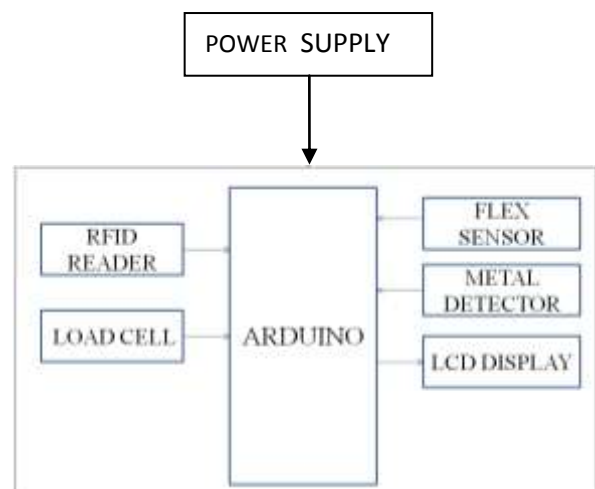 POWER SUPPLY
RFID
READER
LOAD CELL
ARDUINO
FLEX
SENSOR
METAL
DETECTOR
LCD DISPLAY